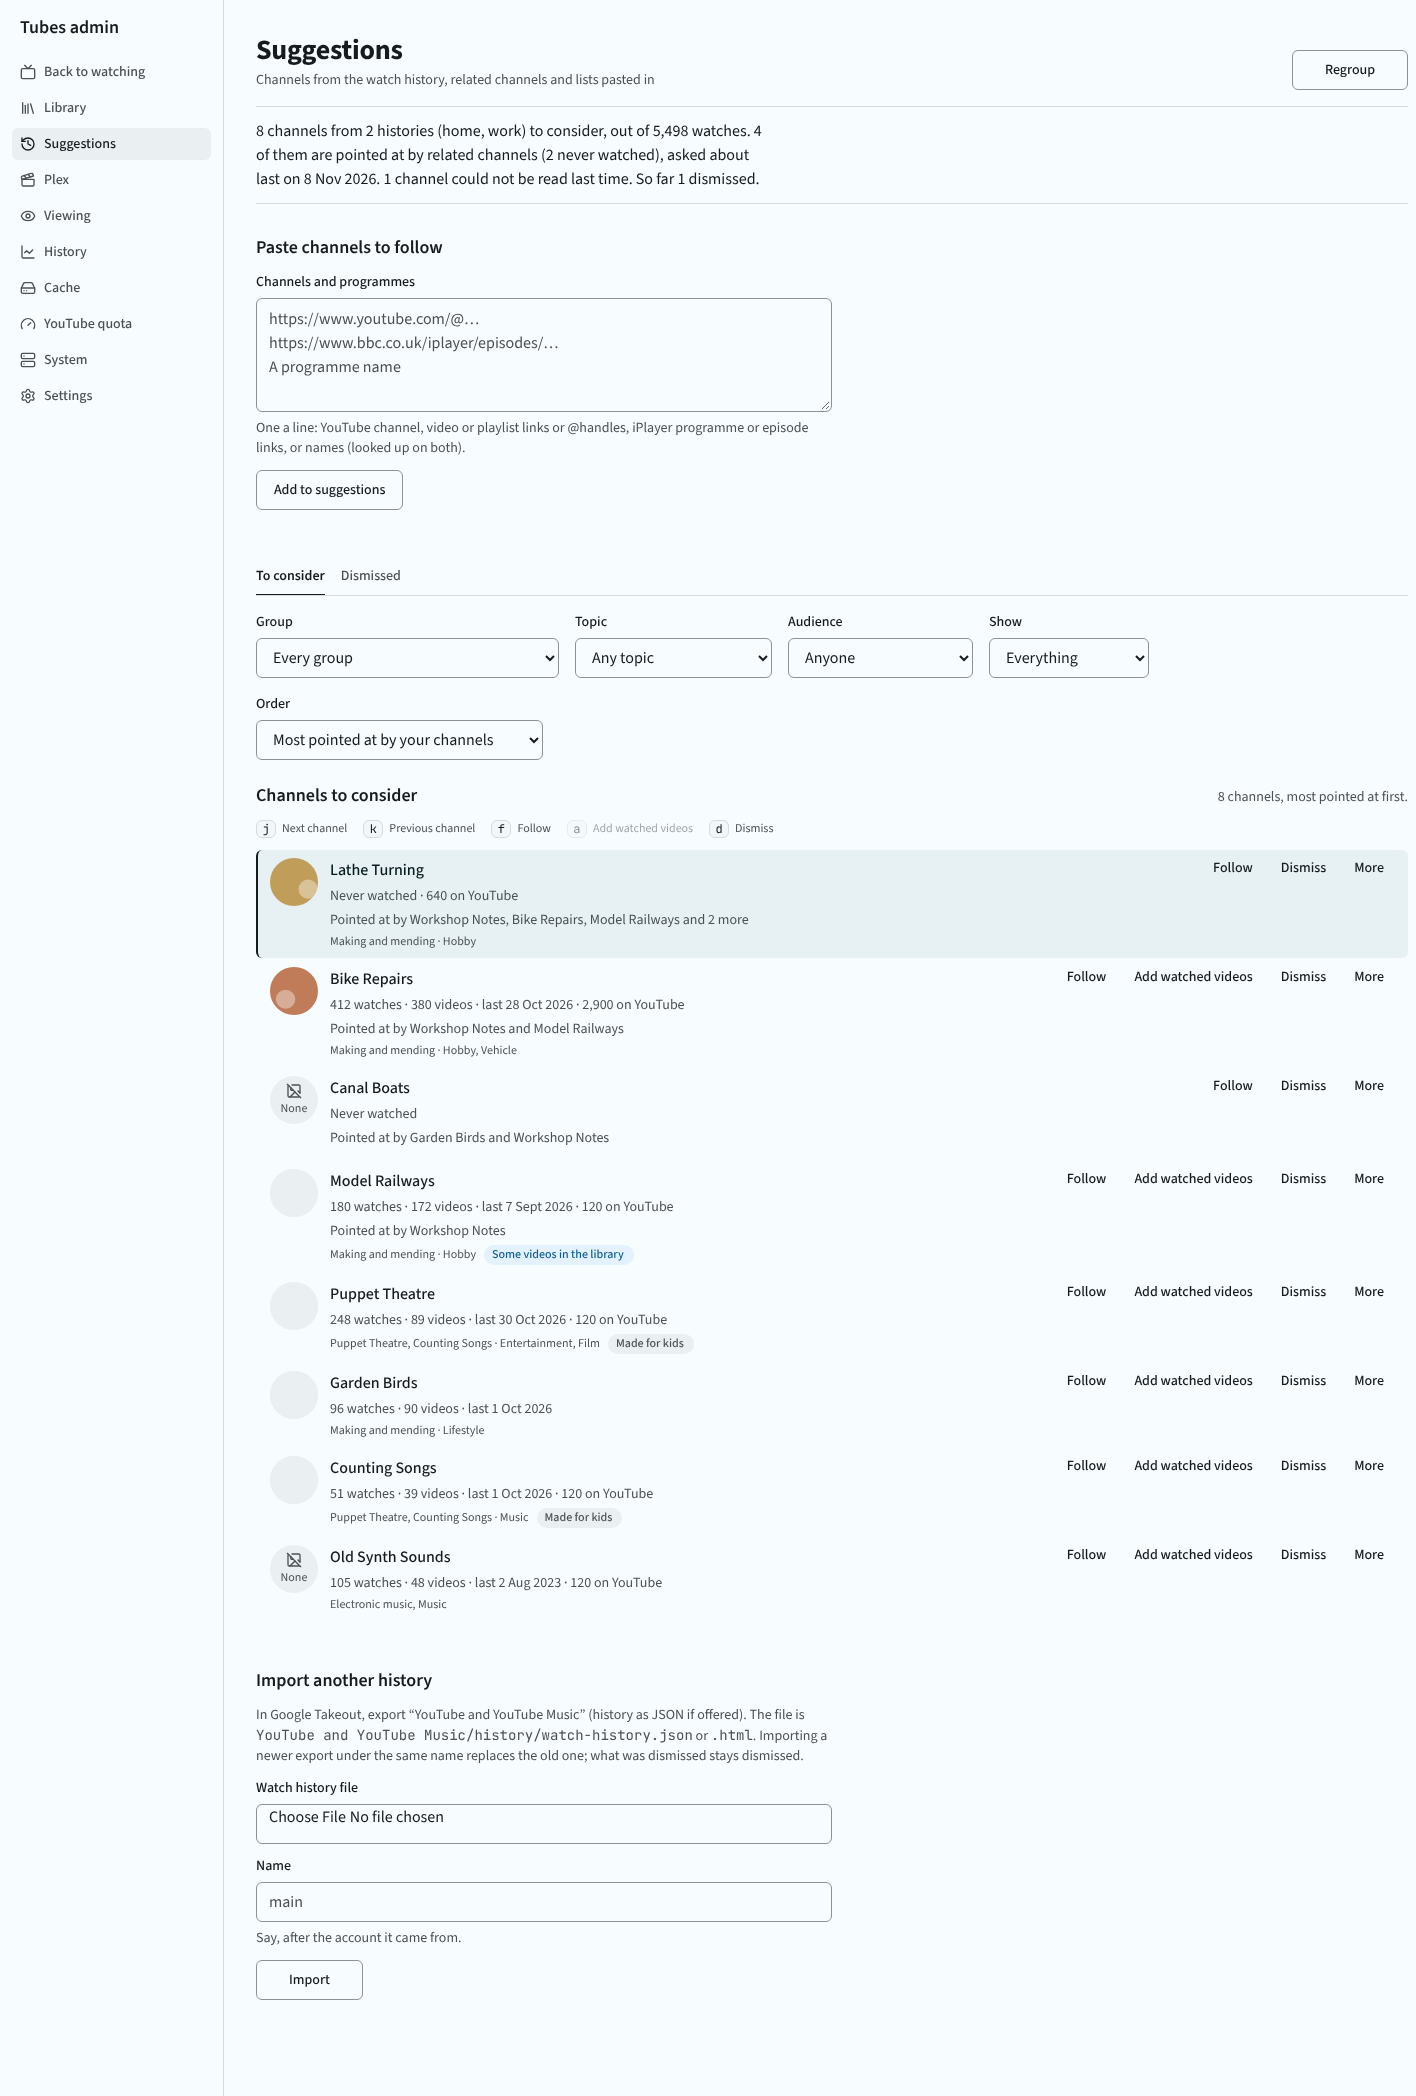 Tubes admin
Back to watching
Library
Suggestions
Plex
Viewing
History
Cache
YouTube quota
System
Settings
Suggestions
Channels from the watch history, related channels and lists pasted in
Regroup
8 channels from 2 histories (home, work) to consider, out of 5,498 watches. 4
of them are pointed at by related channels (2 never watched), asked about
last on 8 Nov 2026. 1 channel could not be read last time. So far 1 dismissed.
Paste channels to follow
Channels and programmes
https://www.youtube.com/@…
https://www.bbc.co.uk/iplayer/episodes/…
A programme name
One a line: YouTube channel, video or playlist links or @handles, iPlayer programme or episode
links, or names (looked up on both).
Add to suggestions
To consider Dismissed
Group Topic Audience Show
Every group Any topic Anyone Everything
Order
Most pointed at by your channels
Channels to consider
8 channels, most pointed at first.
j Next channel k Previous channel f Follow a Add watched videos d Dismiss
Lathe Turning
Follow Dismiss More
Never watched · 640 on YouTube
Pointed at by Workshop Notes, Bike Repairs, Model Railways and 2 more
Making and mending · Hobby
Bike Repairs
Follow Add watched videos Dismiss More
412 watches · 380 videos · last 28 Oct 2026 · 2,900 on YouTube
Pointed at by Workshop Notes and Model Railways
Making and mending · Hobby, Vehicle
None
Canal Boats
Follow Dismiss More
Never watched
Pointed at by Garden Birds and Workshop Notes
Model Railways
Follow Add watched videos Dismiss More
180 watches · 172 videos · last 7 Sept 2026 · 120 on YouTube
Pointed at by Workshop Notes
Making and mending · Hobby Some videos in the library
Puppet Theatre
Follow Add watched videos Dismiss More
248 watches · 89 videos · last 30 Oct 2026 · 120 on YouTube
Puppet Theatre, Counting Songs · Entertainment, Film Made for kids
Garden Birds
Follow Add watched videos Dismiss More
96 watches · 90 videos · last 1 Oct 2026
Making and mending · Lifestyle
Counting Songs
Follow Add watched videos Dismiss More
51 watches · 39 videos · last 1 Oct 2026 · 120 on YouTube
Puppet Theatre, Counting Songs · Music Made for kids
None
Old Synth Sounds
Follow Add watched videos Dismiss More
105 watches · 48 videos · last 2 Aug 2023 · 120 on YouTube
Electronic music, Music
Import another history
In Google Takeout, export “YouTube and YouTube Music” (history as JSON if offered). The file is
YouTube and YouTube Music/history/watch-history.json or .html. Importing a
newer export under the same name replaces the old one; what was dismissed stays dismissed.
Watch history file
Choose File No file chosen
Name
main
Say, after the account it came from.
Import